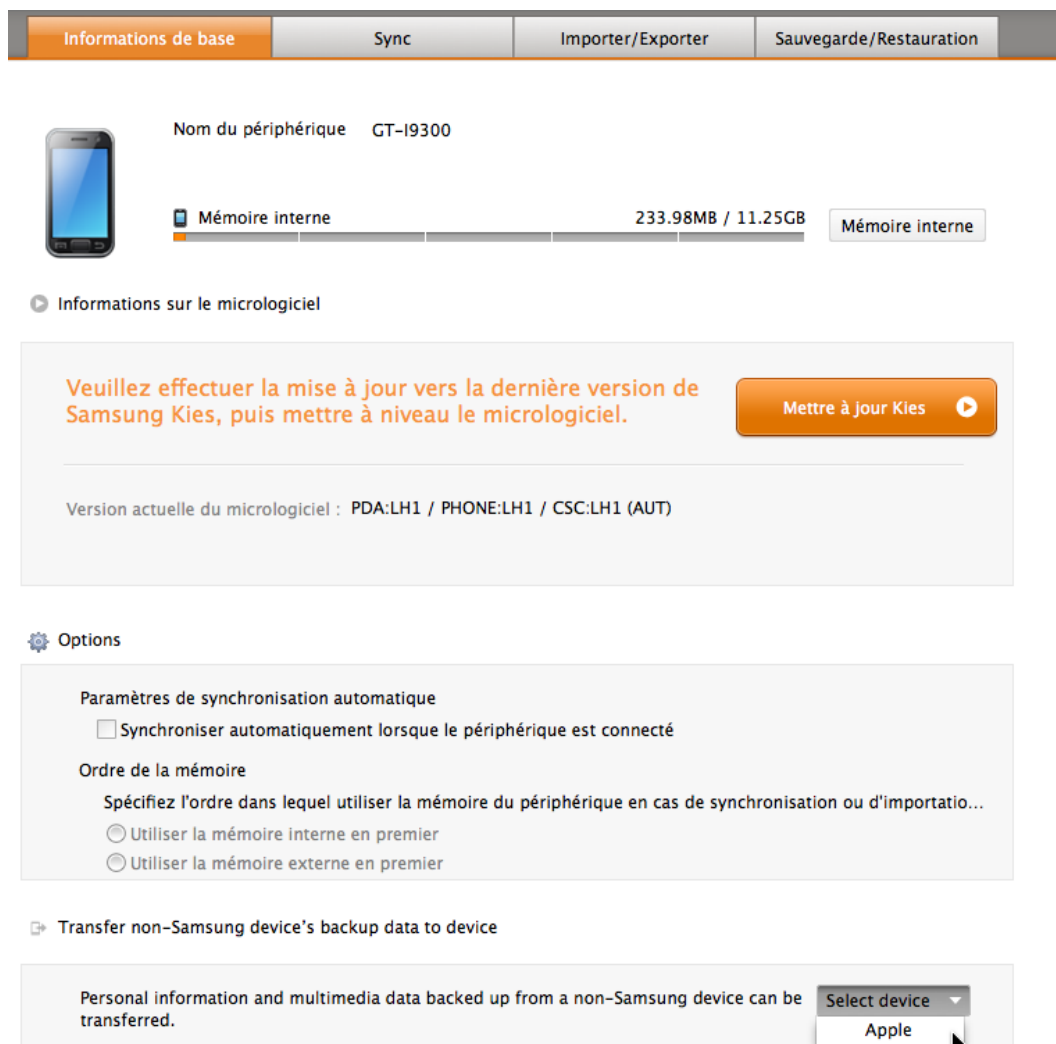 Informations de base
Sync
Importer/Exporter
Sauvegarde/Restauration
Nom du périphérique GT-I9300
Mémoire interne 233.98MB / 11.25GB
Mémoire interne
Informations sur le micrologiciel
Veuillez effectuer la mise à jour vers la dernière version de
Samsung Kies, puis mettre à niveau le micrologiciel.
Mettre à jour Kies
Version actuelle du micrologiciel : PDA:LH1 / PHONE:LH1 / CSC:LH1 (AUT)
Options
Paramètres de synchronisation automatique
Synchroniser automatiquement lorsque le périphérique est connecté
Ordre de la mémoire
Spécifiez l'ordre dans lequel utiliser la mémoire du périphérique en cas de synchronisation ou d'importatio...
Utiliser la mémoire interne en premier
Utiliser la mémoire externe en premier
Transfer non-Samsung device's backup data to device
Personal information and multimedia data backed up from a non-Samsung device can be
transferred.
Select device
Apple